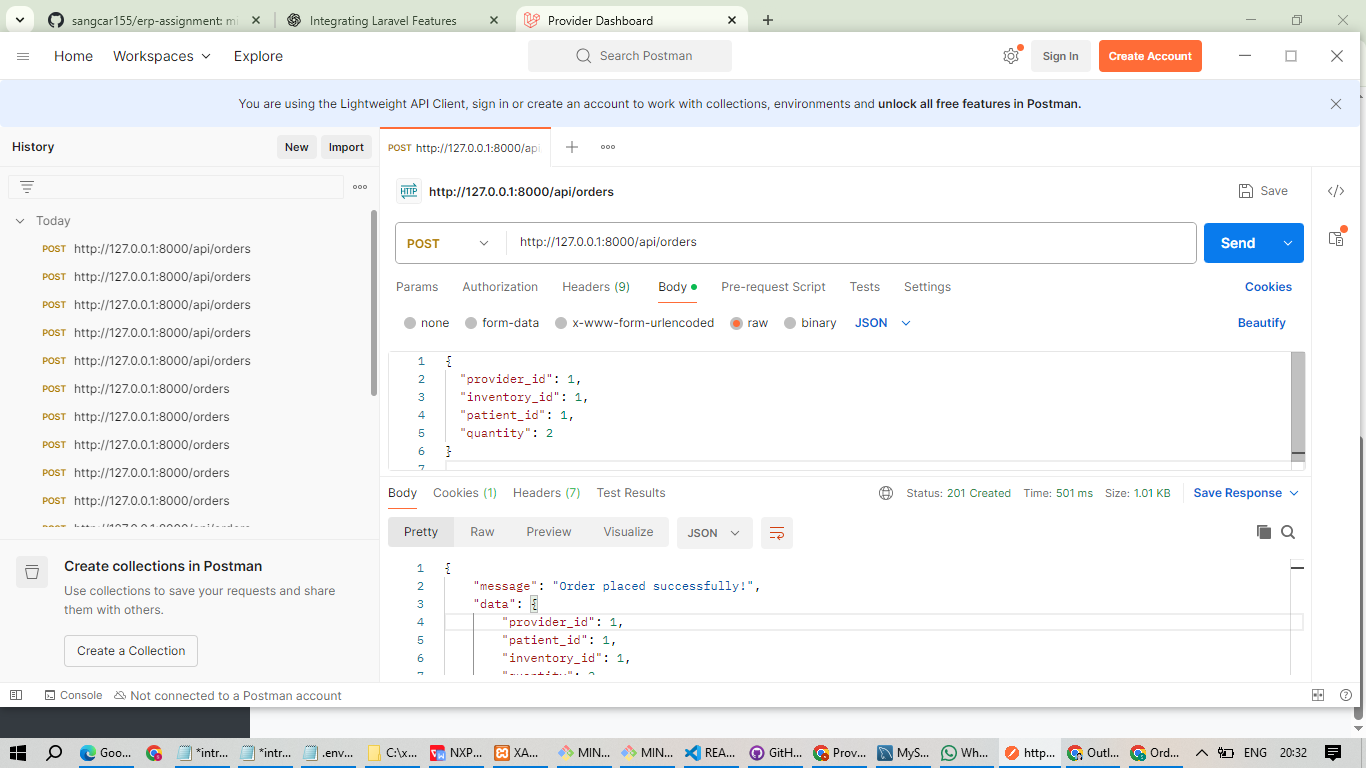 sangcar155/erp-assignment: m
Integrating Laravel Features
Provider Dashboard
Home Workspaces Explore
Search Postman
Sign In
Create Account
You are using the Lightweight API Client, sign in or create an account to work with collections, environments and unlock all free features in Postman.
History New Import
POST http://127.0.0.1:8000/api
HTTP http://127.0.0.1:8000/api/orders Save
Today
POST http://127.0.0.1:8000/api/orders
POST http://127.0.0.1:8000/api/orders
POST http://127.0.0.1:8000/api/orders
POST http://127.0.0.1:8000/api/orders
POST http://127.0.0.1:8000/api/orders
POST http://127.0.0.1:8000/orders
POST http://127.0.0.1:8000/orders
POST http://127.0.0.1:8000/orders
POST http://127.0.0.1:8000/orders
POST http://127.0.0.1:8000/orders
POST http://127.0.0.1:8000/api/orders
Create collections in Postman
Use collections to save your requests and share
them with others.
Create a Collection
POST http://127.0.0.1:8000/api/orders Send
Params Authorization Headers (9) Body Pre-request Script Tests Settings Cookies
none form-data x-www-form-urlencoded raw binary JSON Beautify
1 {
2 "provider_id": 1,
3 "inventory_id": 1,
4 "patient_id": 1,
5 "quantity": 2
6 }
7
Body Cookies (1) Headers (7) Test Results Status: 201 Created Time: 501 ms Size: 1.01 KB Save Response
Pretty Raw Preview Visualize JSON
1 {
2 "message": "Order placed successfully!",
3 "data": {
4 "provider_id": 1,
5 "patient_id": 1,
6 "inventory_id": 1,
7 "quantity": 2
Console Not connected to a Postman account
Goo... *intr... *intr... .env... C:\x... NXP... XA... MIN... MIN... REA... GitH... Prov... MyS... Wh... http... Outl... Ord... ENG 20:32